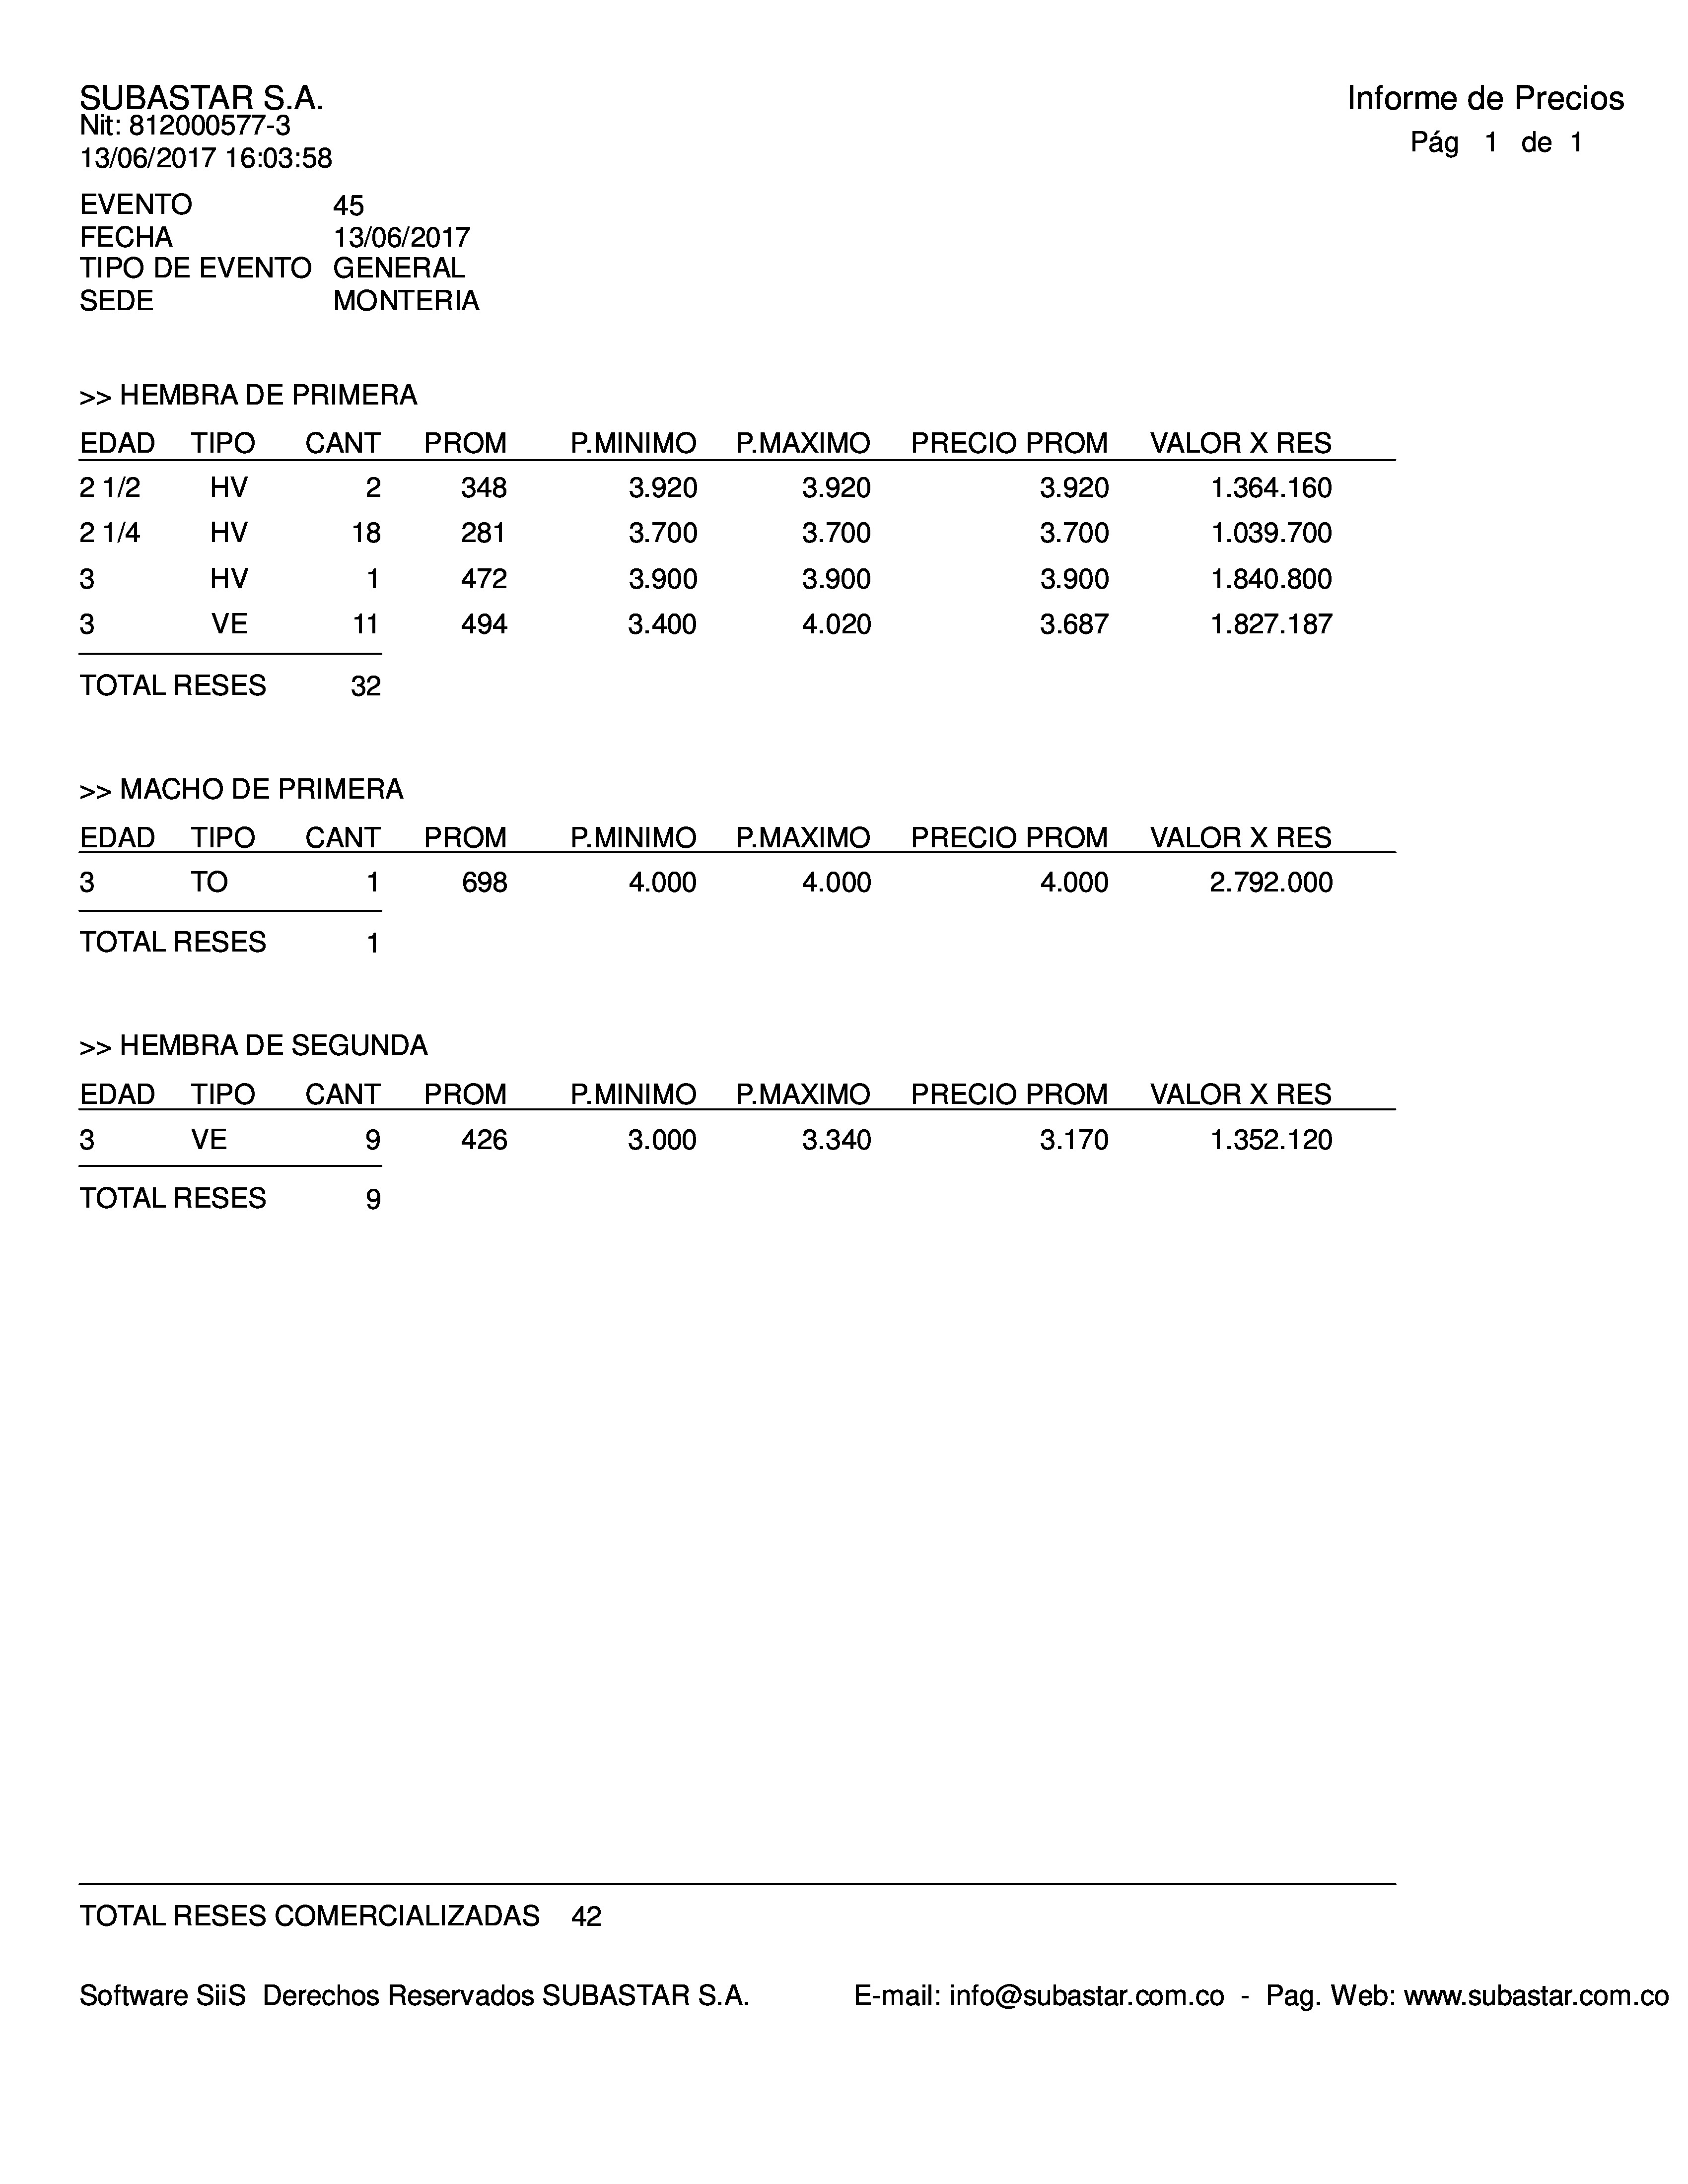 SUBASTAR S.A. Informe de Precios
Nit: 812000577-3
13/06/2017 16:03:58 Pág 1 de 1
EVENTO 45
FECHA 13/06/2017
TIPO DE EVENTO GENERAL
SEDE MONTERIA
>> HEMBRA DE PRIMERA
EDAD TIPO CANT PROM P.MINIMO P.MAXIMO PRECIO PROM VALOR X RES
2 1/2 HV 2 348 3.920 3.920 3.920 1.364.160
2 1/4 HV 18 281 3.700 3.700 3.700 1.039.700
3 HV 1 472 3.900 3.900 3.900 1.840.800
3 VE 11 494 3.400 4.020 3.687 1.827.187
TOTAL RESES 32
>> MACHO DE PRIMERA
EDAD TIPO CANT PROM P.MINIMO P.MAXIMO PRECIO PROM VALOR X RES
3 TO 1 698 4.000 4.000 4.000 2.792.000
TOTAL RESES 1
>> HEMBRA DE SEGUNDA
EDAD TIPO CANT PROM P.MINIMO P.MAXIMO PRECIO PROM VALOR X RES
3 VE 9 426 3.000 3.340 3.170 1.352.120
TOTAL RESES 9
TOTAL RESES COMERCIALIZADAS 42
Software SiiS Derechos Reservados SUBASTAR S.A. E-mail: info@subastar.com.co - Pag. Web: www.subastar.com.co